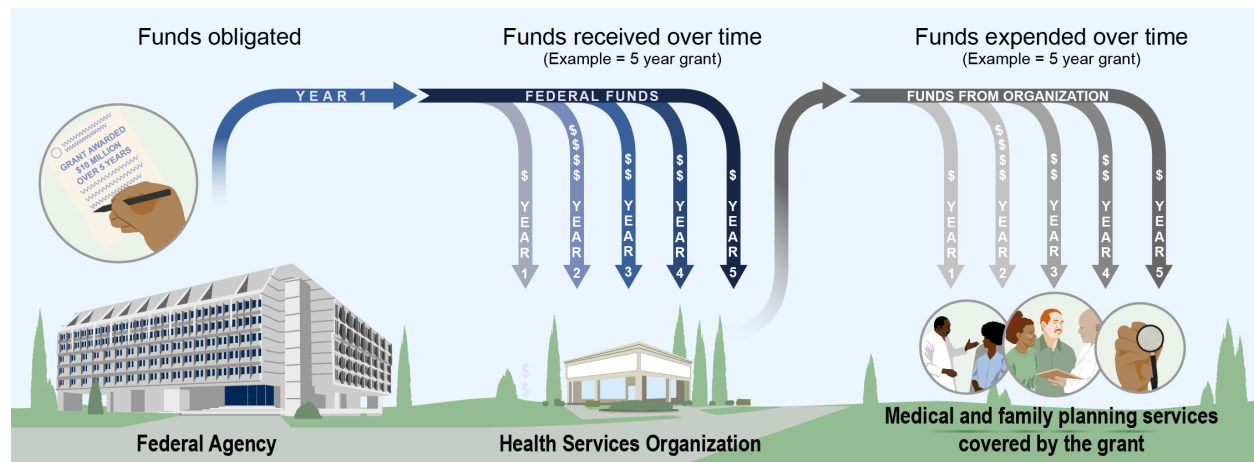 Funds obligated
GRANT AWARDED
$10 MILLION
OVER 5 YEARS
YEAR 1
Federal Agency
Funds received over time
(Example = 5 year grant)
FEDERAL FUNDS
$ YEAR 1
$$$$ YEAR 2
$$ YEAR 3
$$ YEAR 4
$ YEAR 5
$
$
Health Services Organization
Funds expended over time
(Example = 5 year grant)
FUNDS FROM ORGANIZATION
$ YEAR 1
$$$$ YEAR 2
$$ YEAR 3
$$ YEAR 4
$ YEAR 5
Medical and family planning services
covered by the grant